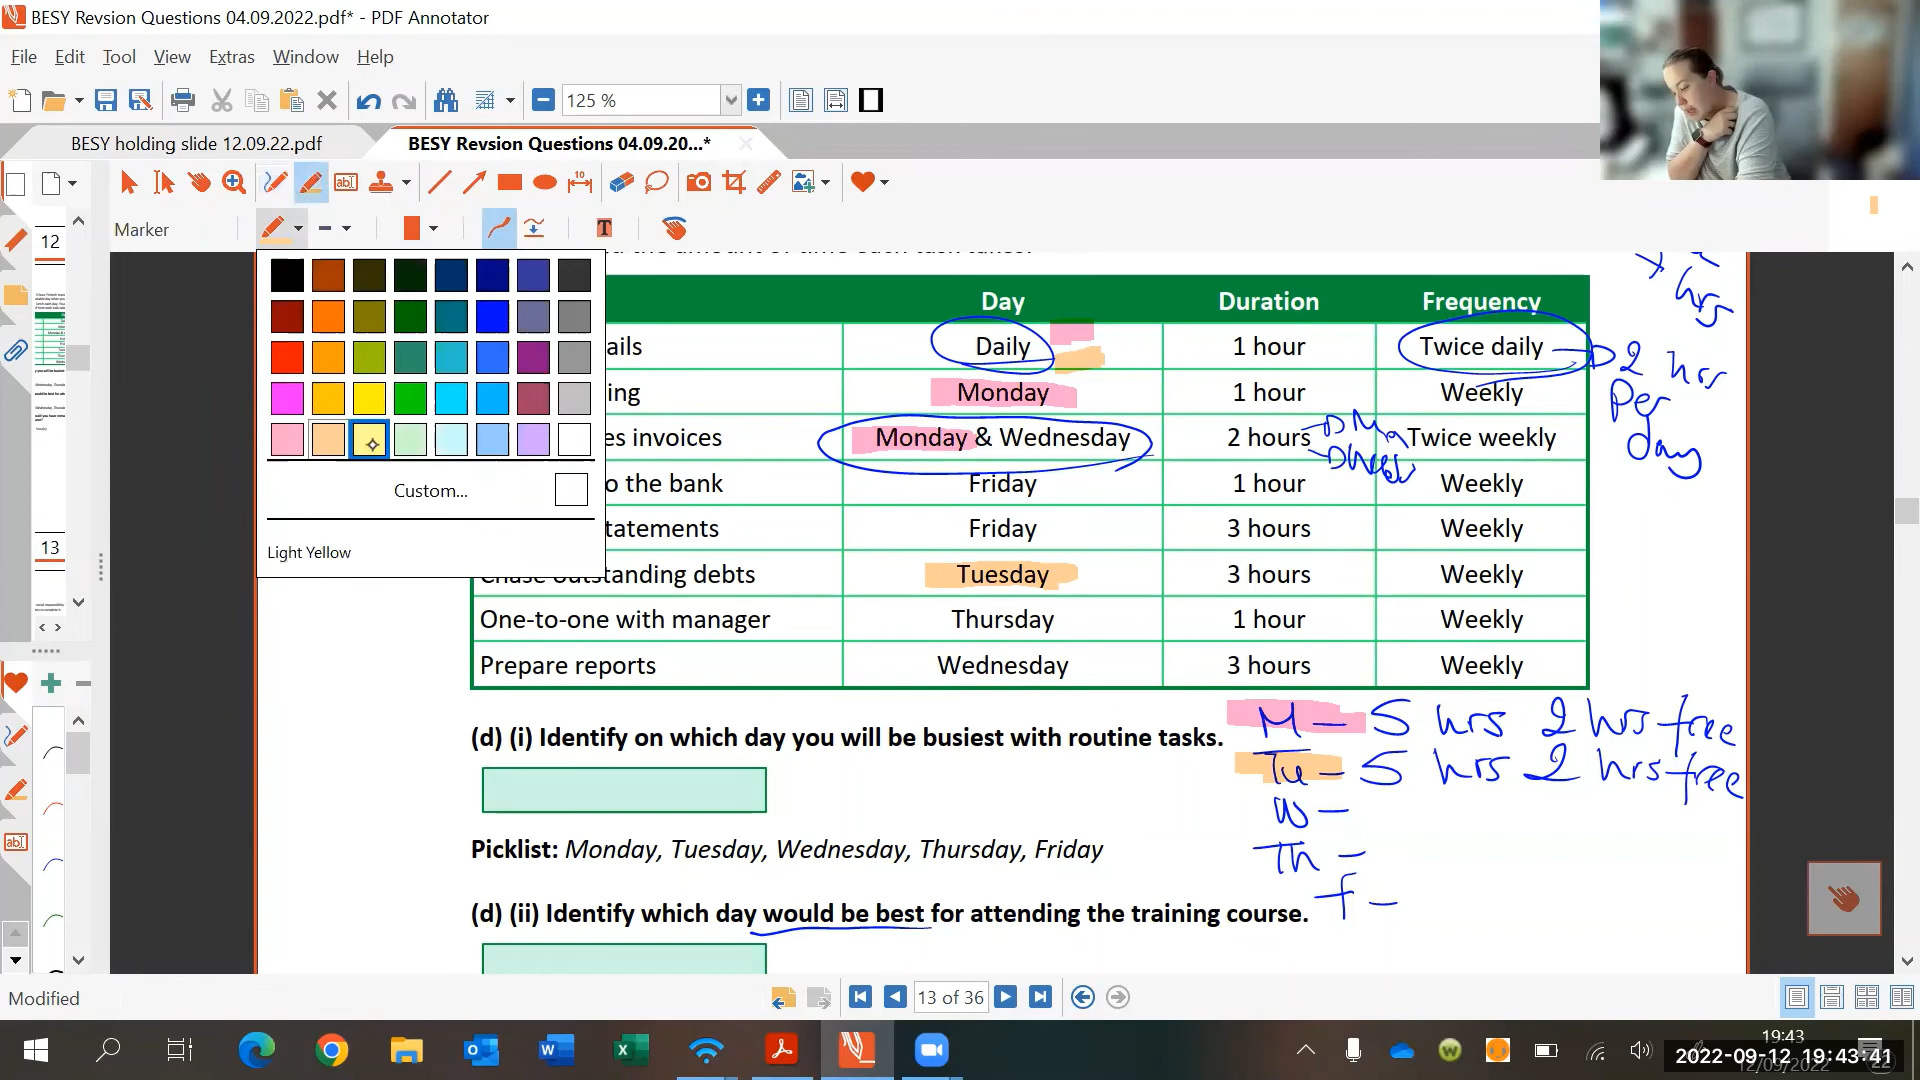 BESY Revsion Questions 04.09.2022.pdf* - PDF Annotator
File Edit Tool View Extras Window Help
125 %
BESY holding slide 12.09.22.pdf
BESY Revsion Questions 04.09.20...*
Marker
12
13
Custom...
Light Yellow
Day Duration Frequency
ails Daily 1 hour Twice daily
2 hrs
per
day
hrs
ing Monday 1 hour Weekly
es invoices Monday & Wednesday 2 hours Twice weekly
o the bank Friday 1 hour Weekly
tatements Friday 3 hours Weekly
Chase outstanding debts Tuesday 3 hours Weekly
One-to-one with manager Thursday 1 hour Weekly
Prepare reports Wednesday 3 hours Weekly
(d) (i) Identify on which day you will be busiest with routine tasks.
M - 5 hrs 2 hrs free
Tu - 5 hrs 2 hrs free
W -
Th -
F -
Picklist: Monday, Tuesday, Wednesday, Thursday, Friday
(d) (ii) Identify which day would be best for attending the training course.
Modified
13 of 36
19:43
12/09/2022
2022-09-12 19:43:41
22